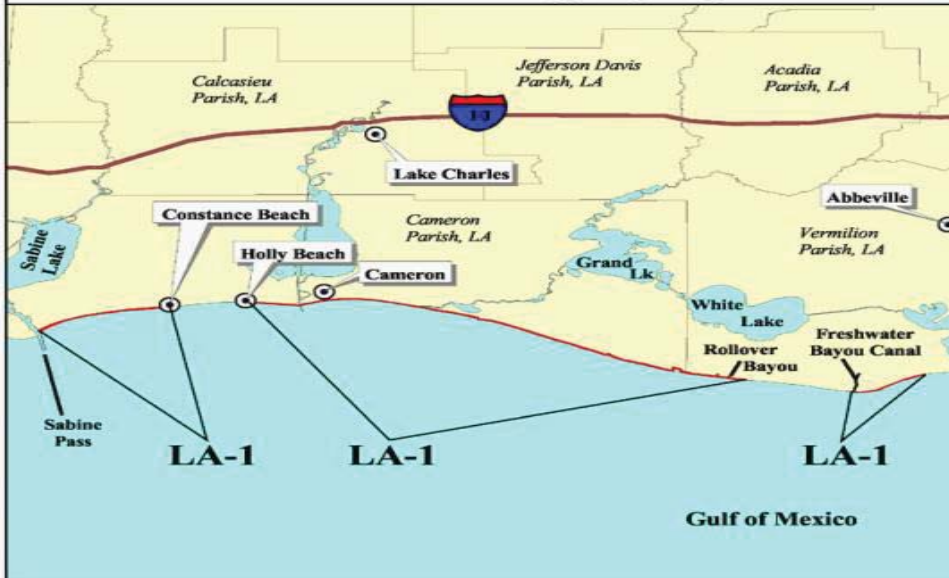 Calcasieu
Parish, LA
Jefferson Davis
Parish, LA
Acadia
Parish, LA
Lake Charles
Constance Beach
Abbeville
Cameron
Parish, LA
Vermilion
Parish, LA
Sabine
Lake
Holly Beach
Cameron
Grand
Lk
White
Lake
Freshwater
Bayou Canal
Rollover
Bayou
Sabine
Pass
LA-1
LA-1
LA-1
Gulf of Mexico